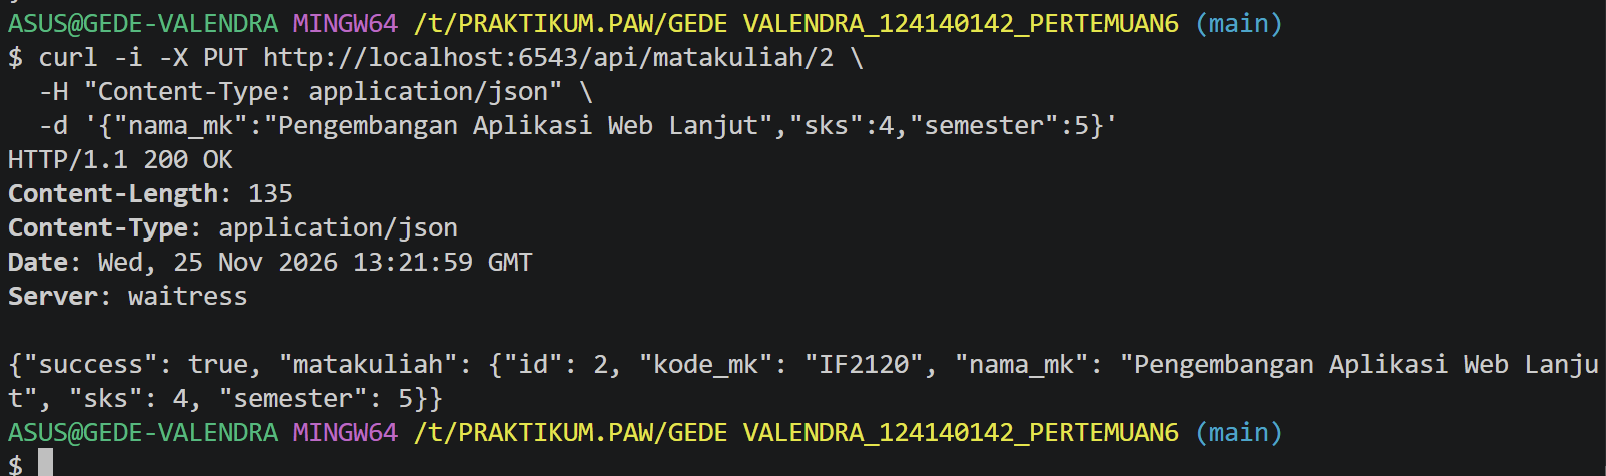 ASUS@GEDE-VALENDRA MINGW64 /t/PRAKTIKUM.PAW/GEDE VALENDRA_124140142_PERTEMUAN6 (main)
$ curl -i -X PUT http://localhost:6543/api/matakuliah/2 \
  -H "Content-Type: application/json" \
  -d '{"nama_mk":"Pengembangan Aplikasi Web Lanjut","sks":4,"semester":5}'
HTTP/1.1 200 OK
Content-Length: 135
Content-Type: application/json
Date: Wed, 25 Nov 2026 13:21:59 GMT
Server: waitress

{"success": true, "matakuliah": {"id": 2, "kode_mk": "IF2120", "nama_mk": "Pengembangan Aplikasi Web Lanju
t", "sks": 4, "semester": 5}}
ASUS@GEDE-VALENDRA MINGW64 /t/PRAKTIKUM.PAW/GEDE VALENDRA_124140142_PERTEMUAN6 (main)
$